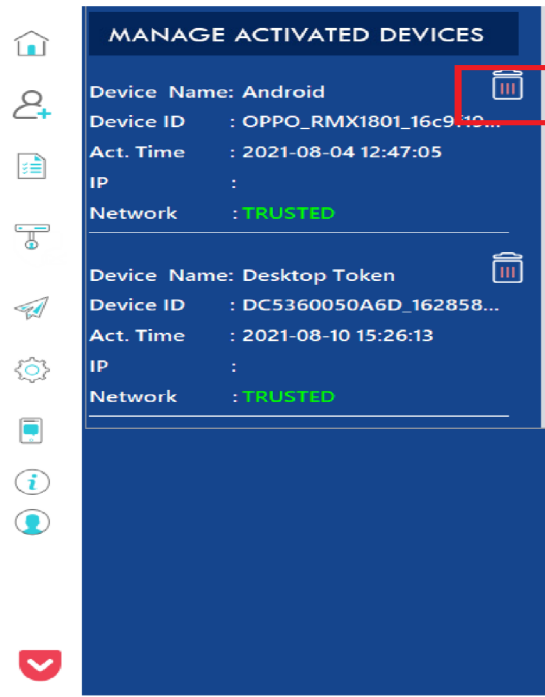 MANAGE ACTIVATED DEVICES
Device Name: Android
Device ID : OPPO_RMX1801_16c9f19...
Act. Time : 2021-08-04 12:47:05
IP :
Network : TRUSTED
Device Name: Desktop Token
Device ID : DC5360050A6D_162858...
Act. Time : 2021-08-10 15:26:13
IP :
Network : TRUSTED